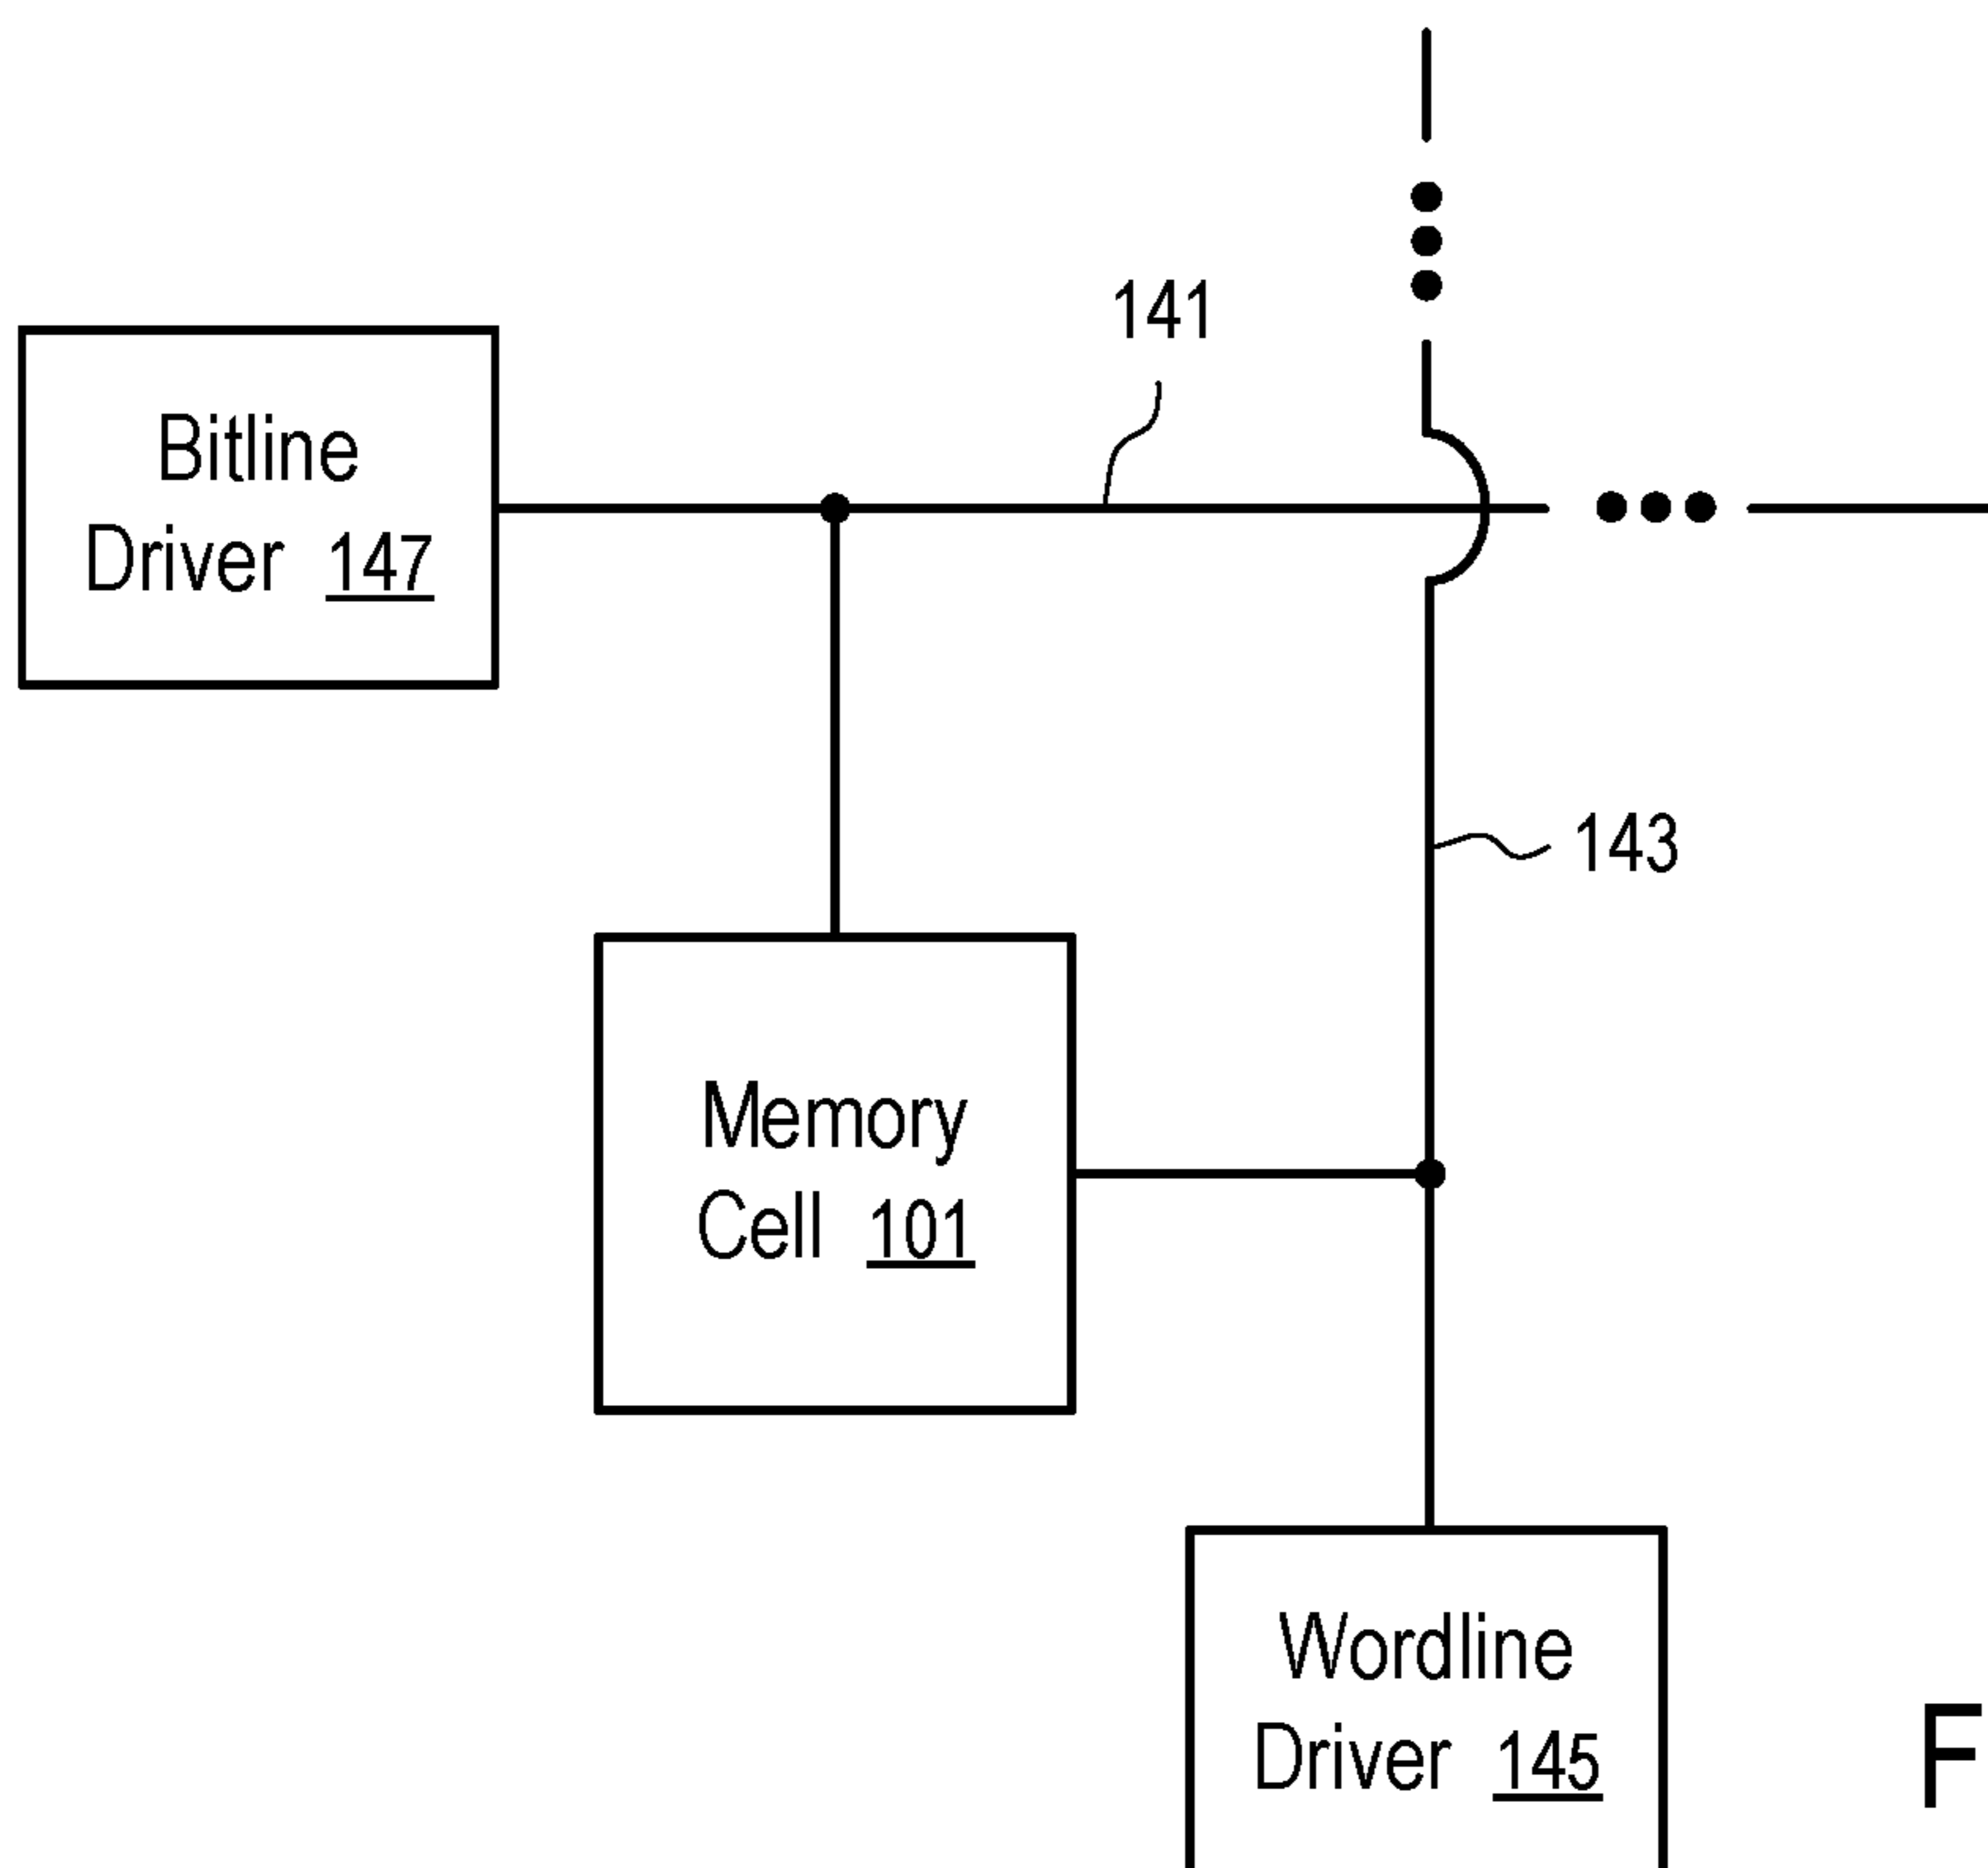 141
Bitline
Driver 147
143
Memory
Cell 101
Wordline
Driver 145
F